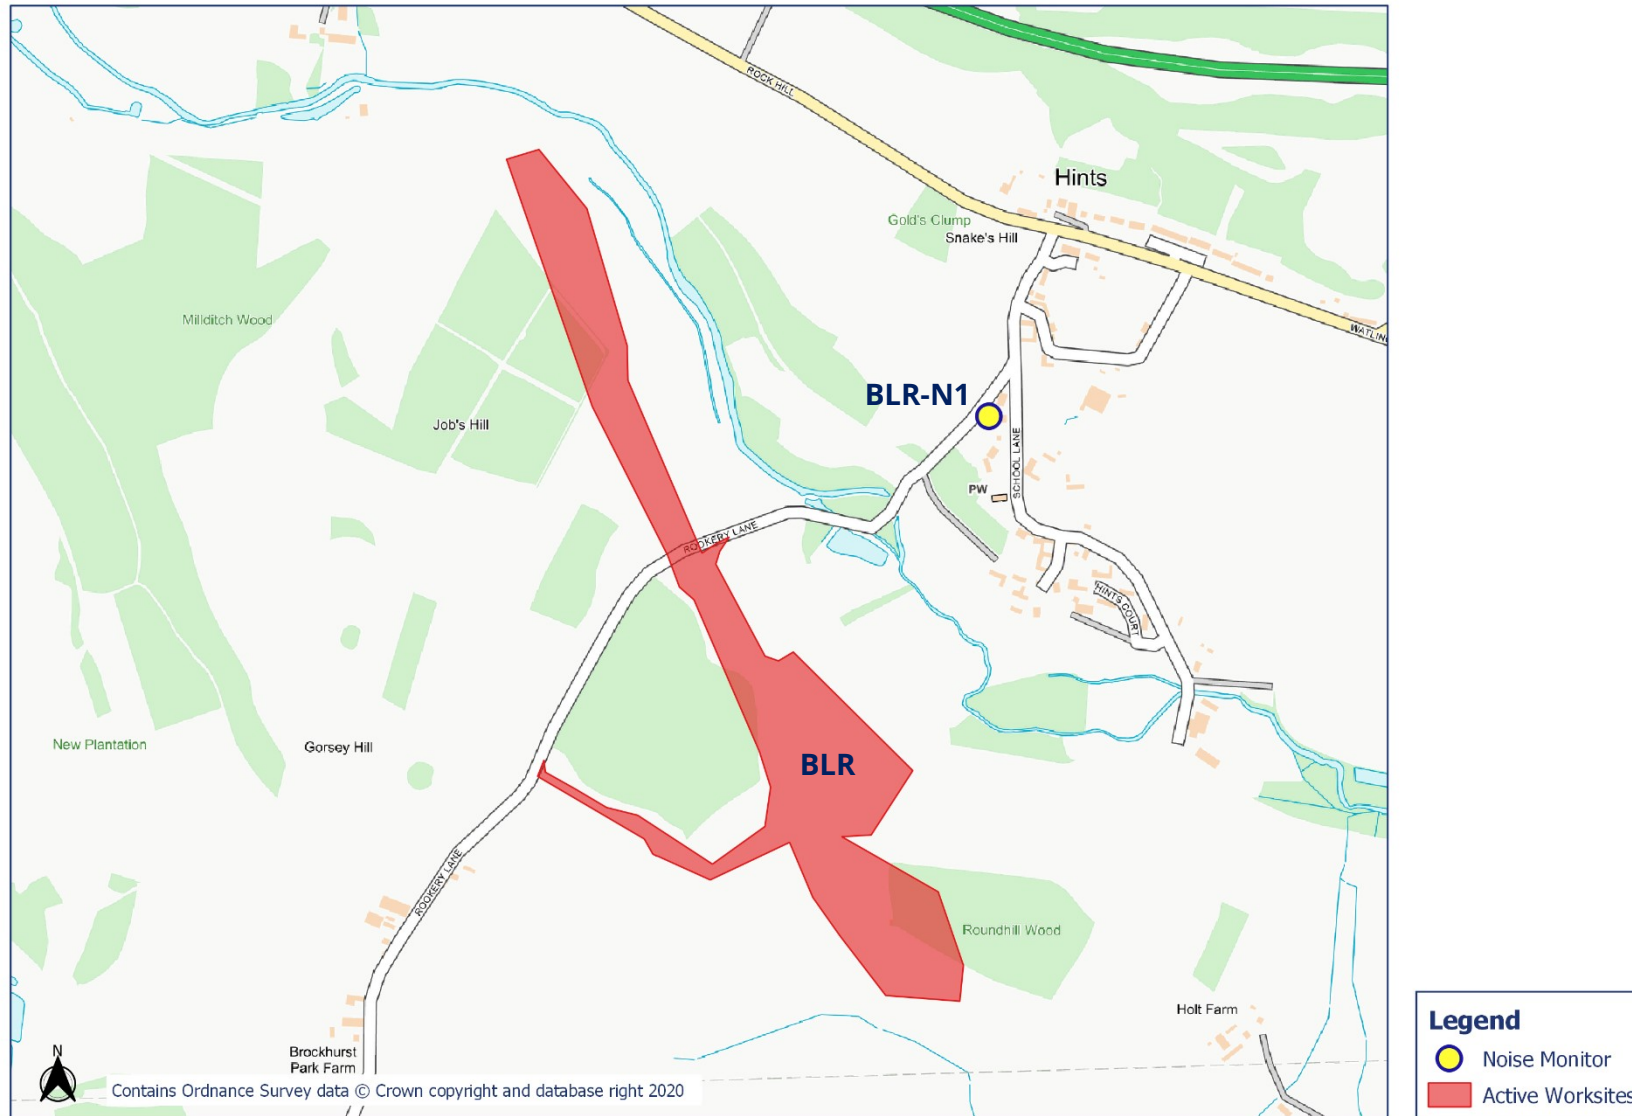 ROCK HILL
Hints
Gold's Clump
Snake's Hill
Millditch Wood
WATLING
BLR-N1
Job's Hill
SCHOOL LANE
PW
ROOKERY LANE
HINTS COURT
New Plantation
Gorsey Hill
BLR
ROOKERY LANE
Roundhill Wood
Holt Farm
Brockhurst
Park Farm
N
Contains Ordnance Survey data © Crown copyright and database right 2020
Legend
Noise Monitor
Active Worksites